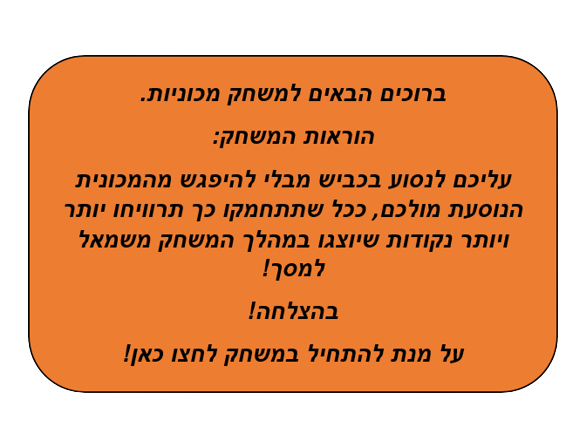 ברוכים הבאים למשחק מכוניות.
הוראות המשחק:
עליכם לנסוע בכביש מבלי להיפגש מהמכונית
הנוסעת מולכם, ככל שתתחמקו כך תרוויחו יותר
ויותר נקודות שיוצגו במהלך המשחק משמאל
למסך!
בהצלחה!
על מנת להתחיל במשחק לחצו כאן!